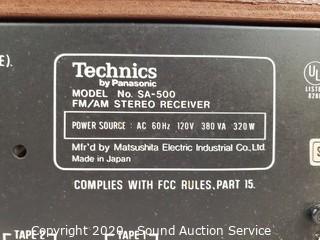 E).
Technics
by Panasonic
MODEL No. SA-500
FM/AM STEREO RECEIVER
POWER SOURCE : AC 60Hz 120V 380 VA 320 W
Mfr'd by Matsushita Electric Industrial Co., Ltd.
Made in Japan
COMPLIES WITH FCC RULES, PART 15.
UL
LISTE
TAPE 2
TAPE 1
Copyright 2020 Sound Auction Service